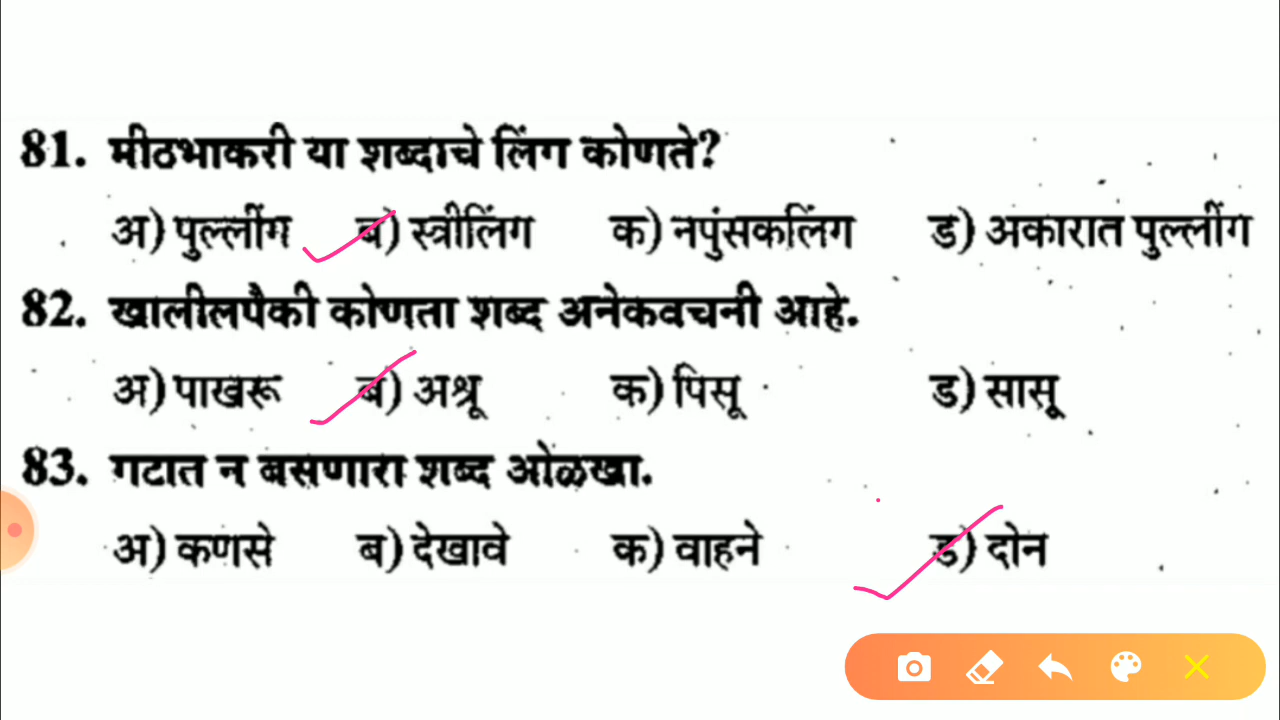 81. मीठभाकरी या शब्दाचे लिंग कोणते?
अ) पुल्लींग ब) स्त्रीलिंग क) नपुंसकलिंग ड) अकारात पुल्लींग
82. खालीलपैकी कोणता शब्द अनेकवचनी आहे.
अ) पाखरू ब) अश्रू क) पिसू ड) सासू
83. गटात न बसणारा शब्द ओळखा.
अ) कणसे ब) देखावे क) वाहने ड) दोन